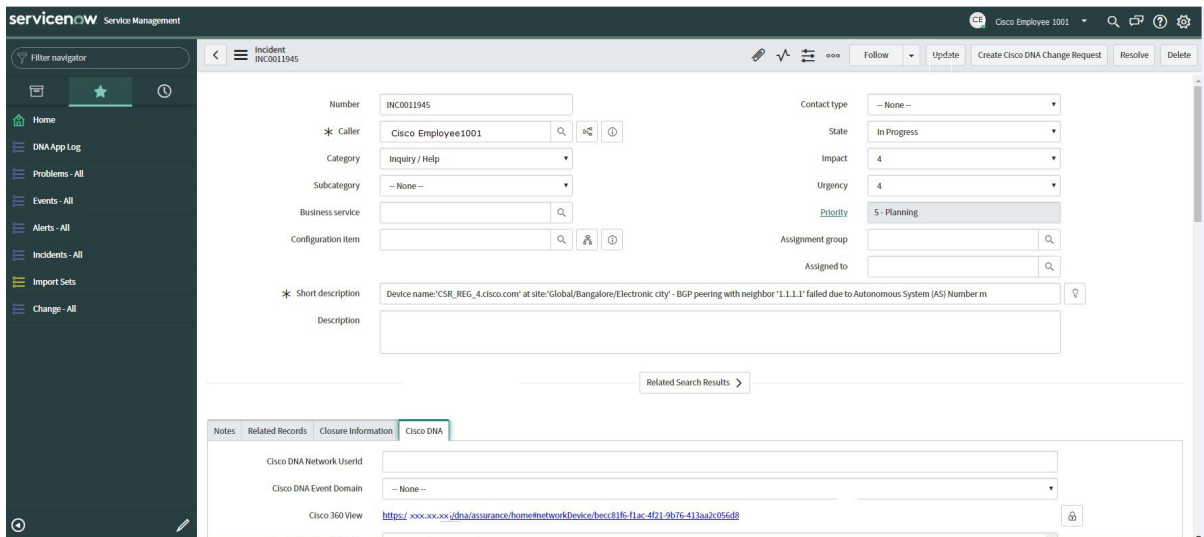 servicenow Service Management
CE Cisco Employee 1001
Filter navigator
Incident
INC0011945
Follow
Update
Create Cisco DNA Change Request
Resolve
Delete
Home
DNA App Log
Problems - All
Events - All
Alerts - All
Incidents - All
Import Sets
Change - All
Number INC0011945
Contact type -- None --
Caller Cisco Employee1001
State In Progress
Category Inquiry / Help
Impact 4
Subcategory -- None --
Urgency 4
Business service
Priority 5 - Planning
Configuration item
Assignment group
Assigned to
Short description Device name:'CSR_REG_4.cisco.com' at site:'Global/Bangalore/Electronic city' - BGP peering with neighbor '1.1.1.1' failed due to Autonomous System (AS) Number m
Description
Related Search Results
Notes Related Records Closure Information Cisco DNA
Cisco DNA Network UserId
Cisco DNA Event Domain -- None --
Cisco 360 View https:/ xxx.xx.xx:/dna/assurance/home#networkDevice/becc81f6-f1ac-4f21-9b76-413aa2c056d8